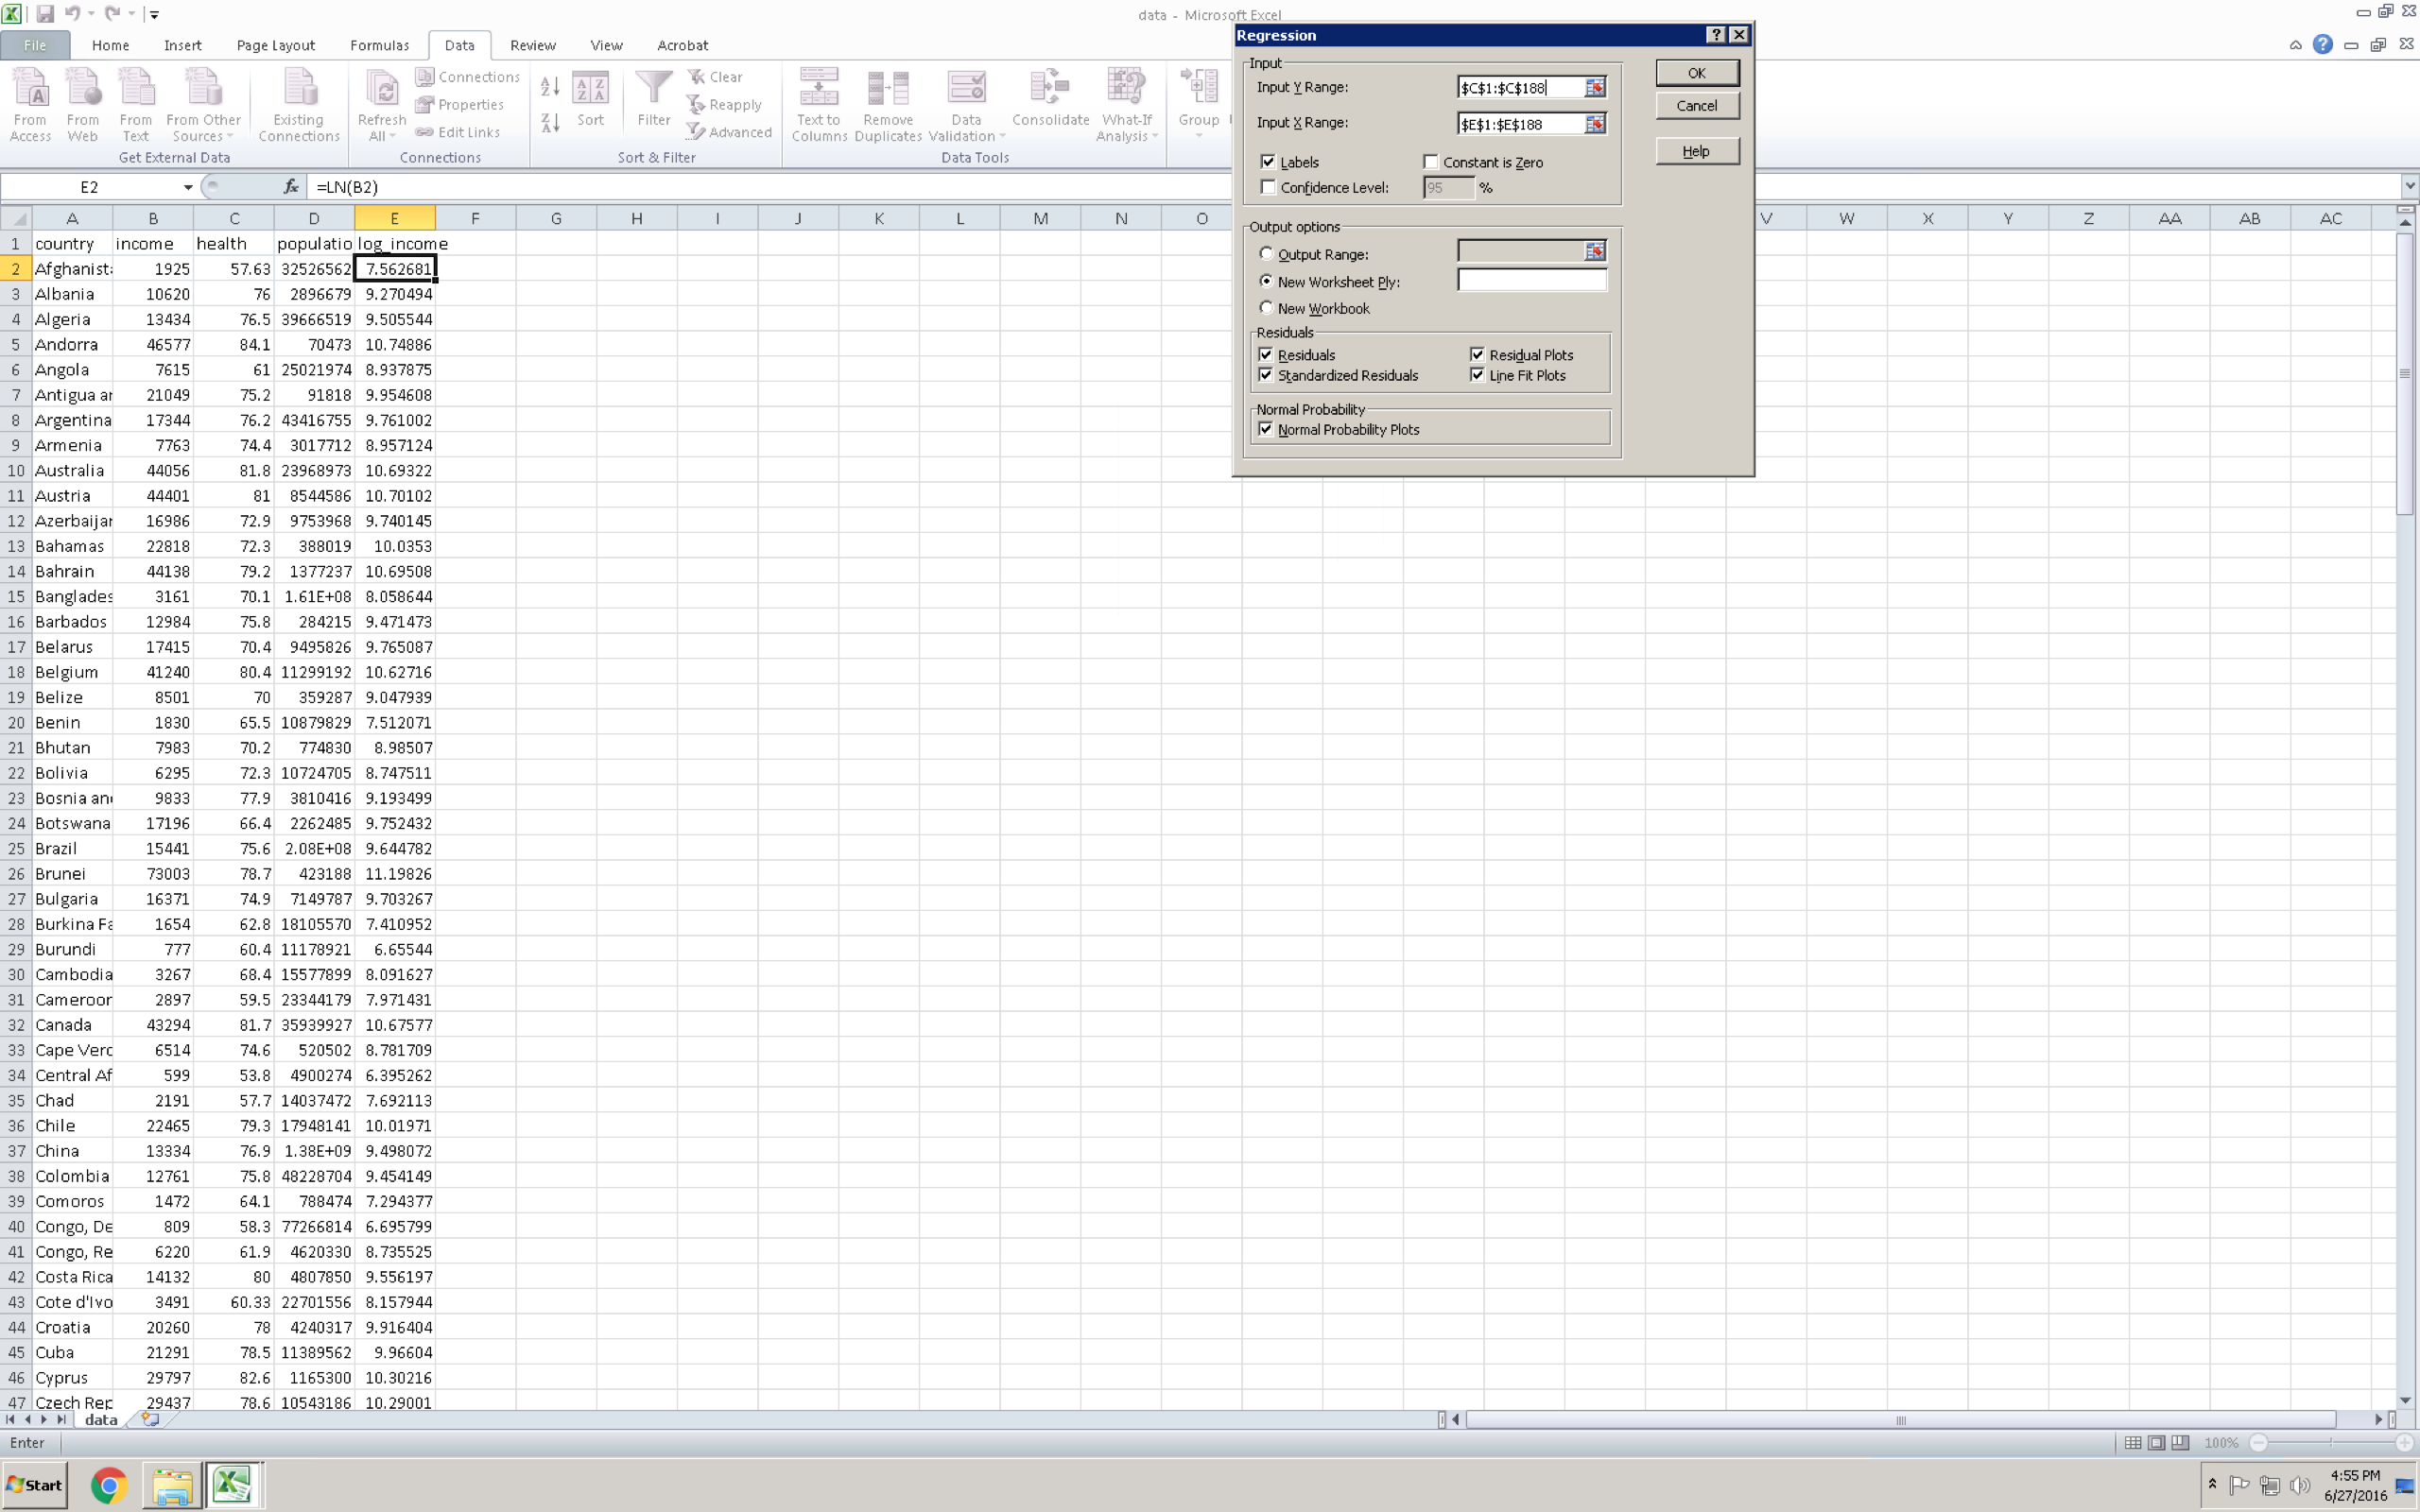 data - Microsoft Excel
File Home Insert Page Layout Formulas Data Review View Acrobat
From Access
From Web
From Text
From Other Sources
Existing Connections
Get External Data
Refresh All
Connections
Properties
Edit Links
Connections
Sort
Filter
Clear
Reapply
Advanced
Sort & Filter
Text to Columns
Remove Duplicates
Data Validation
Consolidate
What-If Analysis
Data Tools
Group
E2 fx =LN(B2)
A B C D E F G H I J K L M N O V W X Y Z AA AB AC
1 country income health populatio log_income
2 Afghanist 1925 57.63 32526562 7.562681
3 Albania 10620 76 2896679 9.270494
4 Algeria 13434 76.5 39666519 9.505544
5 Andorra 46577 84.1 70473 10.74886
6 Angola 7615 61 25021974 8.937875
7 Antigua ar 21049 75.2 91818 9.954608
8 Argentina 17344 76.2 43416755 9.761002
9 Armenia 7763 74.4 3017712 8.957124
10 Australia 44056 81.8 23968973 10.69322
11 Austria 44401 81 8544586 10.70102
12 Azerbaijar 16986 72.9 9753968 9.740145
13 Bahamas 22818 72.3 388019 10.0353
14 Bahrain 44138 79.2 1377237 10.69508
15 Banglades 3161 70.1 1.61E+08 8.058644
16 Barbados 12984 75.8 284215 9.471473
17 Belarus 17415 70.4 9495826 9.765087
18 Belgium 41240 80.4 11299192 10.62716
19 Belize 8501 70 359287 9.047939
20 Benin 1830 65.5 10879829 7.512071
21 Bhutan 7983 70.2 774830 8.98507
22 Bolivia 6295 72.3 10724705 8.747511
23 Bosnia an 9833 77.9 3810416 9.193499
24 Botswana 17196 66.4 2262485 9.752432
25 Brazil 15441 75.6 2.08E+08 9.644782
26 Brunei 73003 78.7 423188 11.19826
27 Bulgaria 16371 74.9 7149787 9.703267
28 Burkina Fa 1654 62.8 18105570 7.410952
29 Burundi 777 60.4 11178921 6.65544
30 Cambodia 3267 68.4 15577899 8.091627
31 Cameroor 2897 59.5 23344179 7.971431
32 Canada 43294 81.7 35939927 10.67577
33 Cape Verc 6514 74.6 520502 8.781709
34 Central Af 599 53.8 4900274 6.395262
35 Chad 2191 57.7 14037472 7.692113
36 Chile 22465 79.3 17948141 10.01971
37 China 13334 76.9 1.38E+09 9.498072
38 Colombia 12761 75.8 48228704 9.454149
39 Comoros 1472 64.1 788474 7.294377
40 Congo, De 809 58.3 77266814 6.695799
41 Congo, Re 6220 61.9 4620330 8.735525
42 Costa Rica 14132 80 4807850 9.556197
43 Cote d'Ivo 3491 60.33 22701556 8.157944
44 Croatia 20260 78 4240317 9.916404
45 Cuba 21291 78.5 11389562 9.96604
46 Cyprus 29797 82.6 1165300 10.30216
47 Czech Rep 29437 78.6 10543186 10.29001
Regression
Input
Input Y Range: $C$1:$C$188
Input X Range: $E$1:$E$188
Labels Constant is Zero
Confidence Level: 95 %
OK
Cancel
Help
Output options
Output Range:
New Worksheet Ply:
New Workbook
Residuals
Residuals Residual Plots
Standardized Residuals Line Fit Plots
Normal Probability
Normal Probability Plots
data
Enter 100%
Start
4:55 PM
6/27/2016